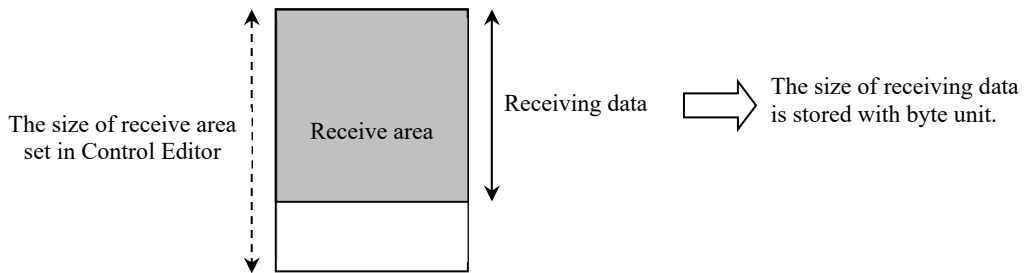 The size of receive area
set in Control Editor
Receive area
Receiving data
The size of receiving data
is stored with byte unit.